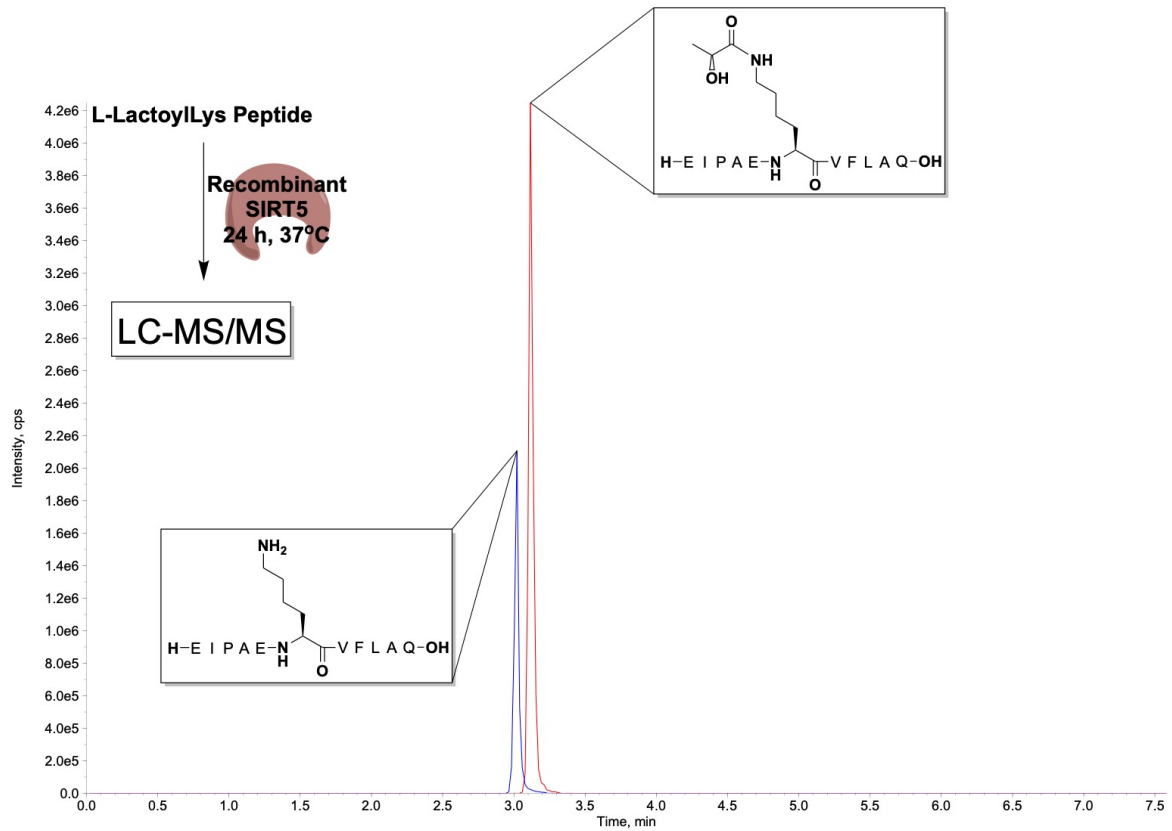 L-LactoylLys Peptide
Recombinant
SIRT5
24 h, 37ºC
LC-MS/MS
O
NH
OH
H–E I P A E–N V F L A Q–OH
H
O
NH2
H–E I P A E–N V F L A Q–OH
H
O
Intensity, cps
4.2e6
4.0e6
3.8e6
3.6e6
3.4e6
3.2e6
3.0e6
2.8e6
2.6e6
2.4e6
2.2e6
2.0e6
1.8e6
1.6e6
1.4e6
1.2e6
1.0e6
8.0e5
6.0e5
4.0e5
2.0e5
0.0
0.0 0.5 1.0 1.5 2.0 2.5 3.0 3.5 4.0 4.5 5.0 5.5 6.0 6.5 7.0 7.5
Time, min